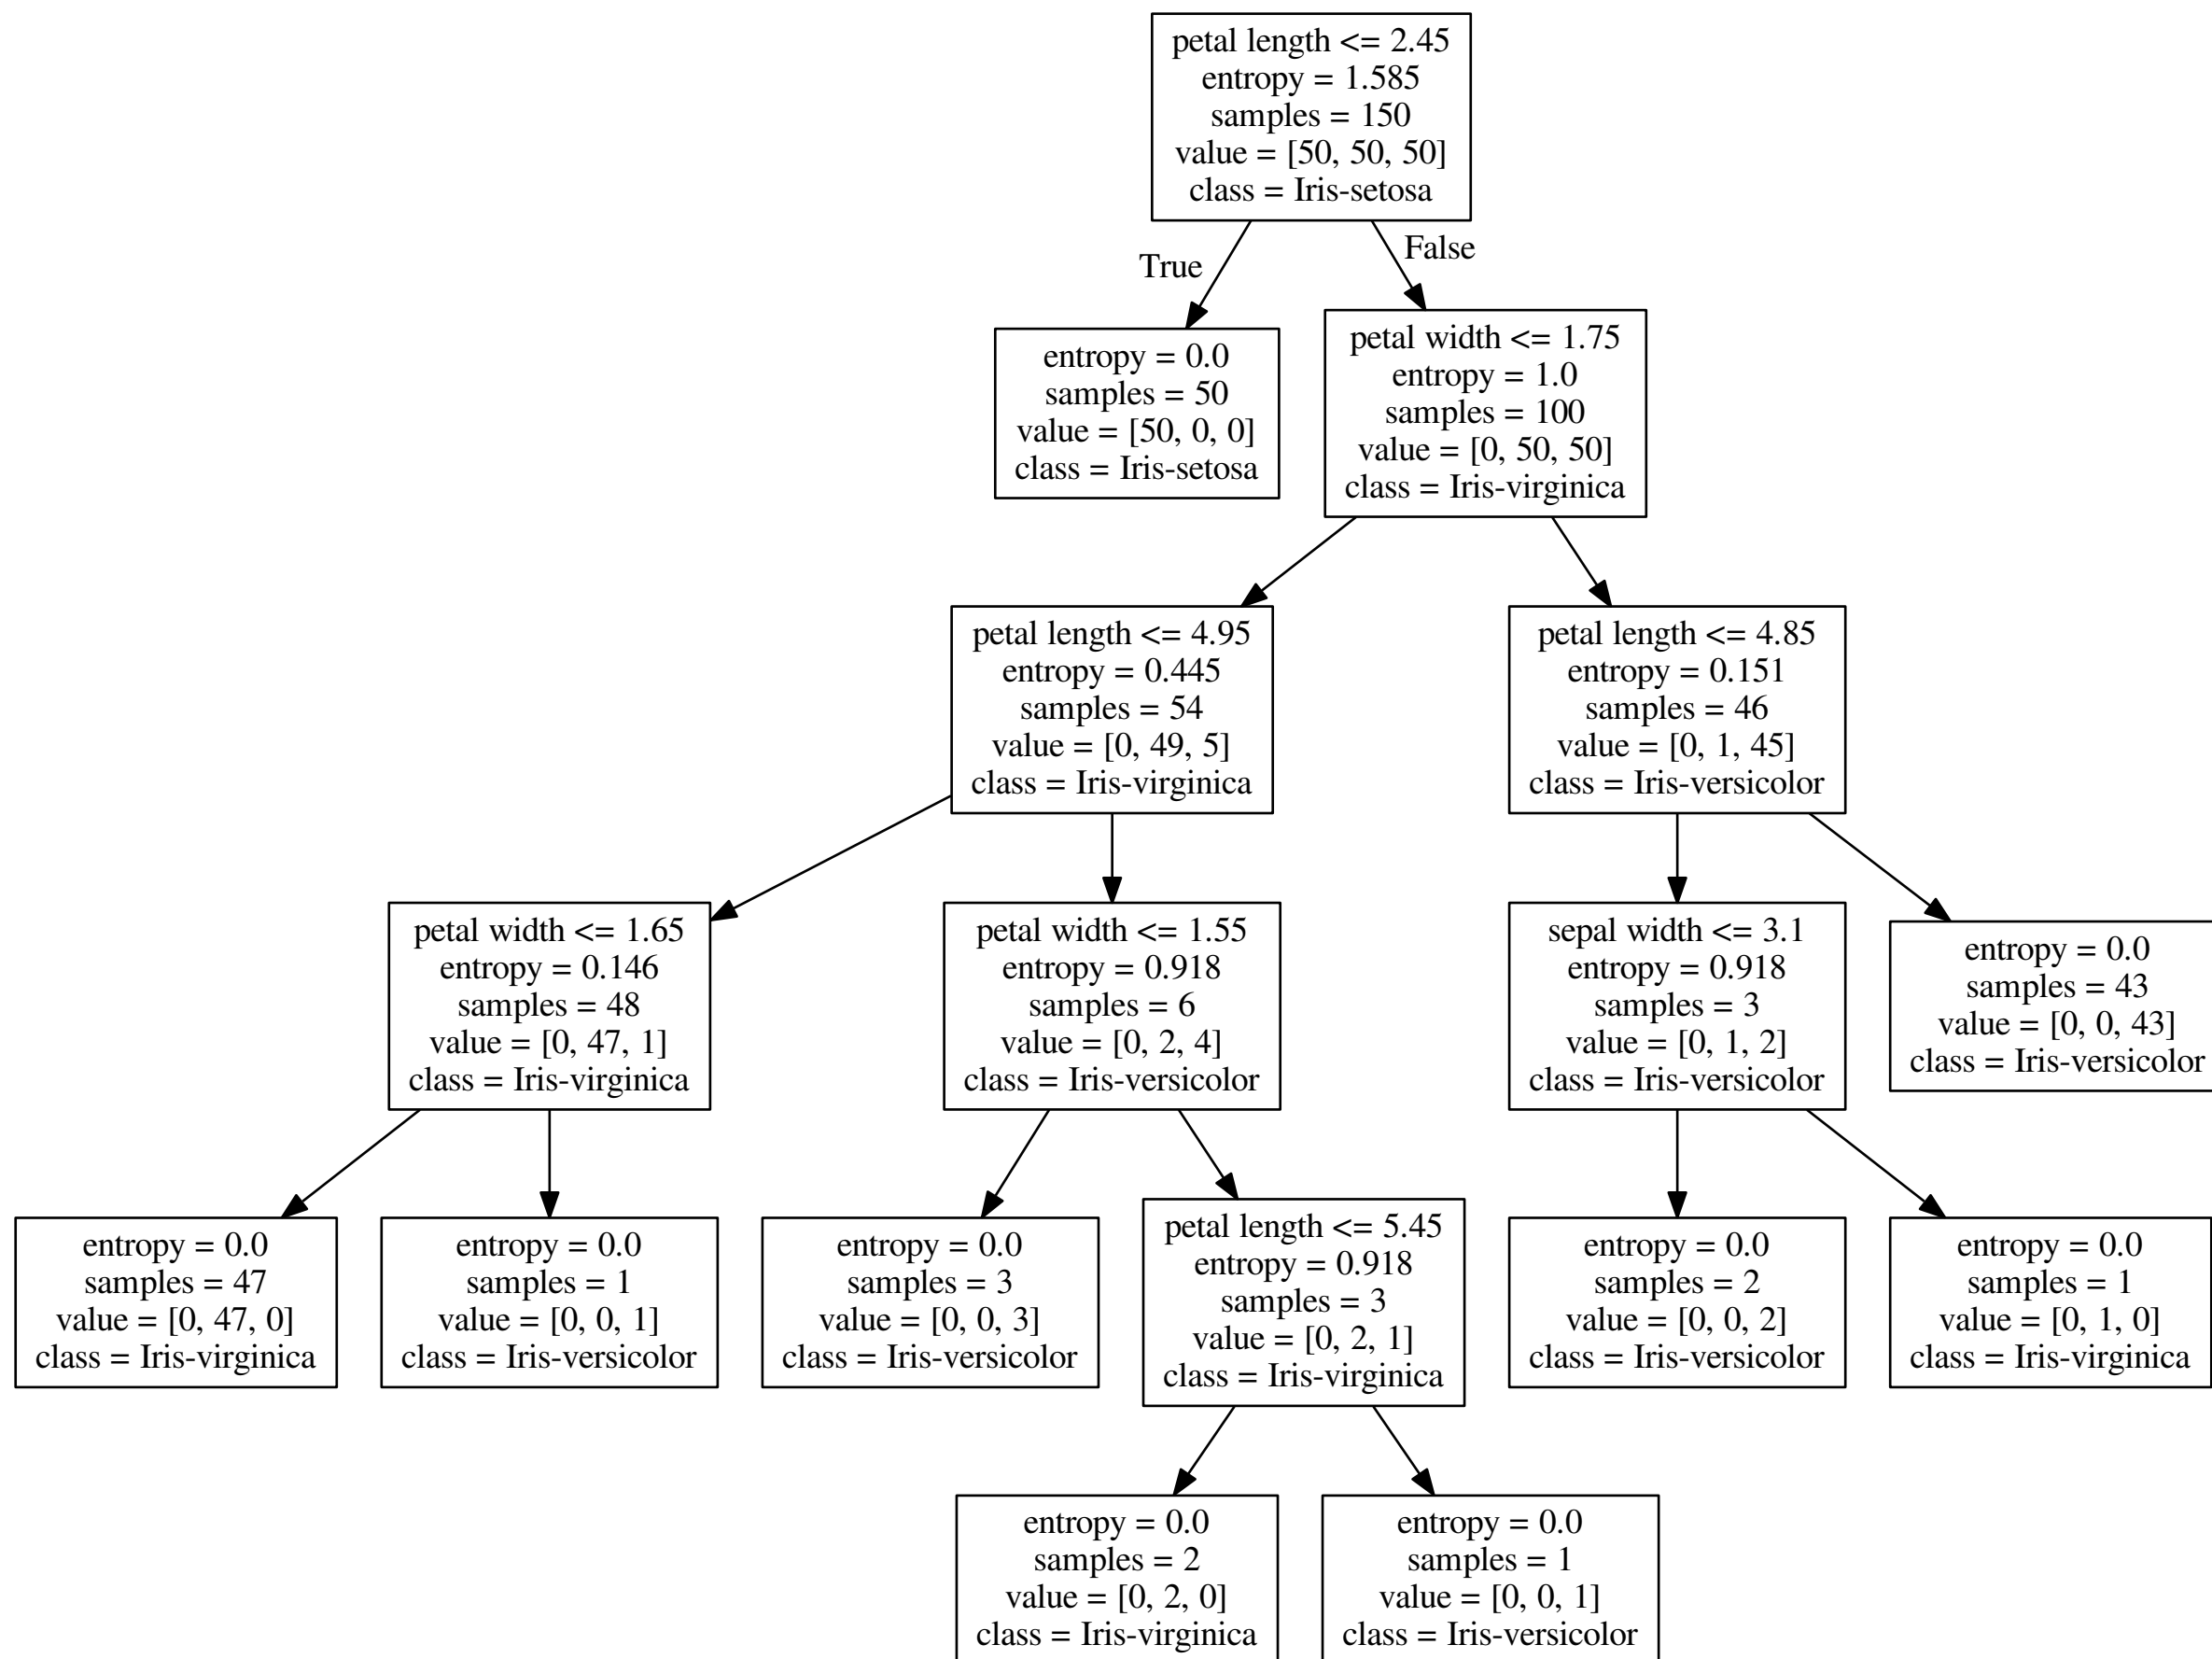 petal length <= 2.45
entropy = 1.585
samples = 150
value = [50, 50, 50]
class = Iris-setosa
True
False
entropy = 0.0
samples = 50
value = [50, 0, 0]
class = Iris-setosa
petal width <= 1.75
entropy = 1.0
samples = 100
value = [0, 50, 50]
class = Iris-virginica
petal length <= 4.95
entropy = 0.445
samples = 54
value = [0, 49, 5]
class = Iris-virginica
petal length <= 4.85
entropy = 0.151
samples = 46
value = [0, 1, 45]
class = Iris-versicolor
petal width <= 1.65
entropy = 0.146
samples = 48
value = [0, 47, 1]
class = Iris-virginica
petal width <= 1.55
entropy = 0.918
samples = 6
value = [0, 2, 4]
class = Iris-versicolor
sepal width <= 3.1
entropy = 0.918
samples = 3
value = [0, 1, 2]
class = Iris-versicolor
entropy = 0.0
samples = 43
value = [0, 0, 43]
class = Iris-versicolor
entropy = 0.0
samples = 47
value = [0, 47, 0]
class = Iris-virginica
entropy = 0.0
samples = 1
value = [0, 0, 1]
class = Iris-versicolor
entropy = 0.0
samples = 3
value = [0, 0, 3]
class = Iris-versicolor
petal length <= 5.45
entropy = 0.918
samples = 3
value = [0, 2, 1]
class = Iris-virginica
entropy = 0.0
samples = 2
value = [0, 0, 2]
class = Iris-versicolor
entropy = 0.0
samples = 1
value = [0, 1, 0]
class = Iris-virginica
entropy = 0.0
samples = 2
value = [0, 2, 0]
class = Iris-virginica
entropy = 0.0
samples = 1
value = [0, 0, 1]
class = Iris-versicolor